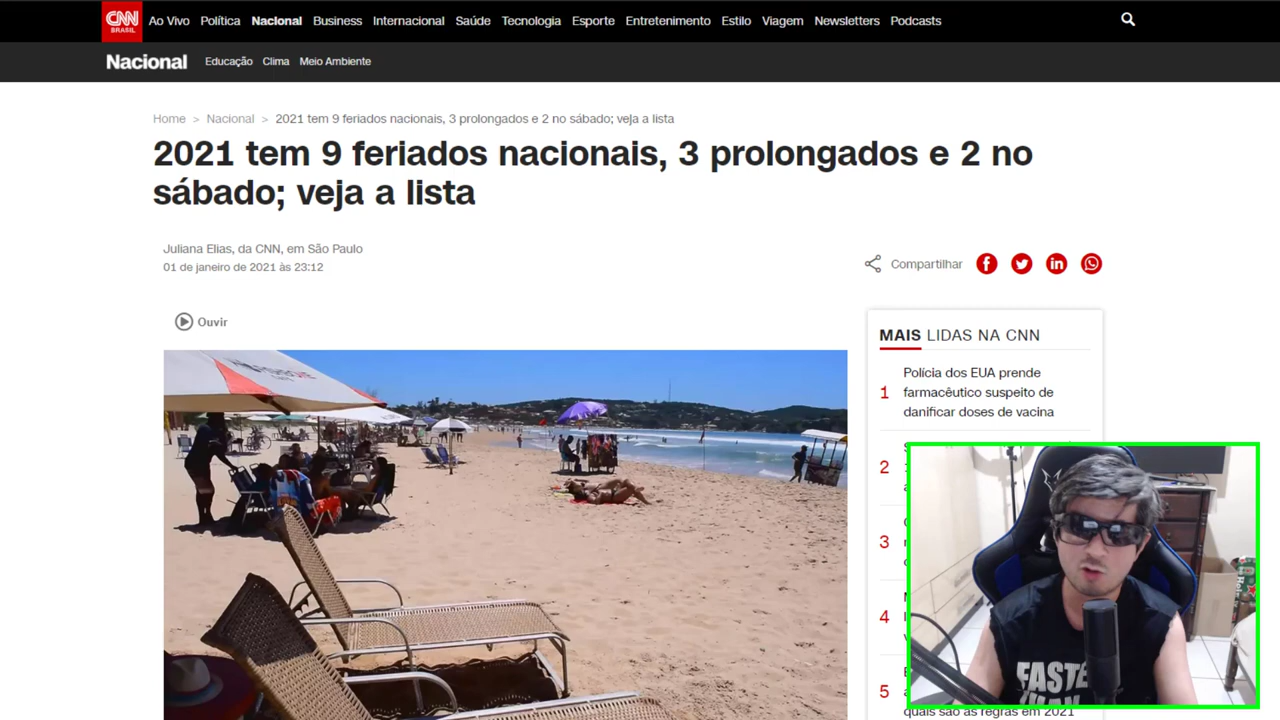 CNN
BRASIL
Ao Vivo Política Nacional Business Internacional Saúde Tecnologia Esporte Entretenimento Estilo Viagem Newsletters Podcasts
Nacional Educação Clima Meio Ambiente
Home > Nacional > 2021 tem 9 feriados nacionais, 3 prolongados e 2 no sábado; veja a lista
2021 tem 9 feriados nacionais, 3 prolongados e 2 no
sábado; veja a lista
Juliana Elias, da CNN, em São Paulo
01 de janeiro de 2021 às 23:12
Compartilhar
Ouvir
MAIS LIDAS NA CNN
1
Polícia dos EUA prende
farmacêutico suspeito de
danificar doses de vacina
2
3
4
5
quais são as regras em 2021